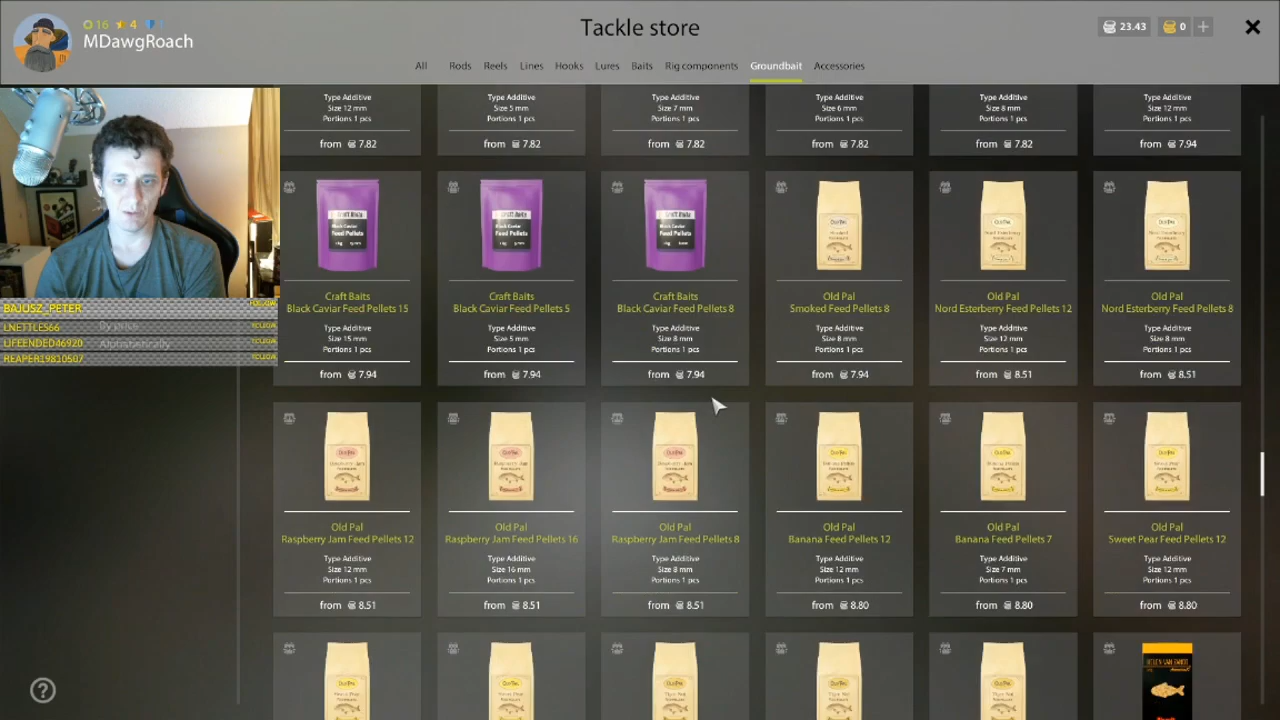 16 4 1
MDawgRoach
Tackle store
23.43 0 +
All Rods Reels Lines Hooks Lures Baits Rig components Groundbait Accessories
Type Additive Type Additive Type Additive Type Additive Type Additive Type Additive
Size 12 mm Size 5 mm Size 7 mm Size 6 mm Size 8 mm Size 12 mm
Portions 1 pcs Portions 1 pcs Portions 1 pcs Portions 1 pcs Portions 1 pcs Portions 1 pcs
from 7.82 from 7.82 from 7.82 from 7.82 from 7.82 from 7.94
Craft Baits Craft Baits Craft Baits Old Pal Old Pal Old Pal
Black Caviar Feed Pellets 15 Black Caviar Feed Pellets 5 Black Caviar Feed Pellets 8 Smoked Feed Pellets 8 Nord Esterberry Feed Pellets 12 Nord Esterberry Feed Pellets 8
Type Additive Type Additive Type Additive Type Additive Type Additive Type Additive
Size 15 mm Size 5 mm Size 8 mm Size 8 mm Size 12 mm Size 8 mm
Portions 1 pcs Portions 1 pcs Portions 1 pcs Portions 1 pcs Portions 1 pcs Portions 1 pcs
from 7.94 from 7.94 from 7.94 from 7.94 from 8.51 from 8.51
BAJUSZ_PETER
LNETTLES66
By price
LIFEENDED46920
Alphabetically
REAPER19810507
Old Pal Old Pal Old Pal Old Pal Old Pal Old Pal
Raspberry Jam Feed Pellets 12 Raspberry Jam Feed Pellets 16 Raspberry Jam Feed Pellets 8 Banana Feed Pellets 12 Banana Feed Pellets 7 Sweet Pear Feed Pellets 12
Type Additive Type Additive Type Additive Type Additive Type Additive Type Additive
Size 12 mm Size 16 mm Size 8 mm Size 12 mm Size 7 mm Size 12 mm
Portions 1 pcs Portions 1 pcs Portions 1 pcs Portions 1 pcs Portions 1 pcs Portions 1 pcs
from 8.51 from 8.51 from 8.51 from 8.80 from 8.80 from 8.80
?